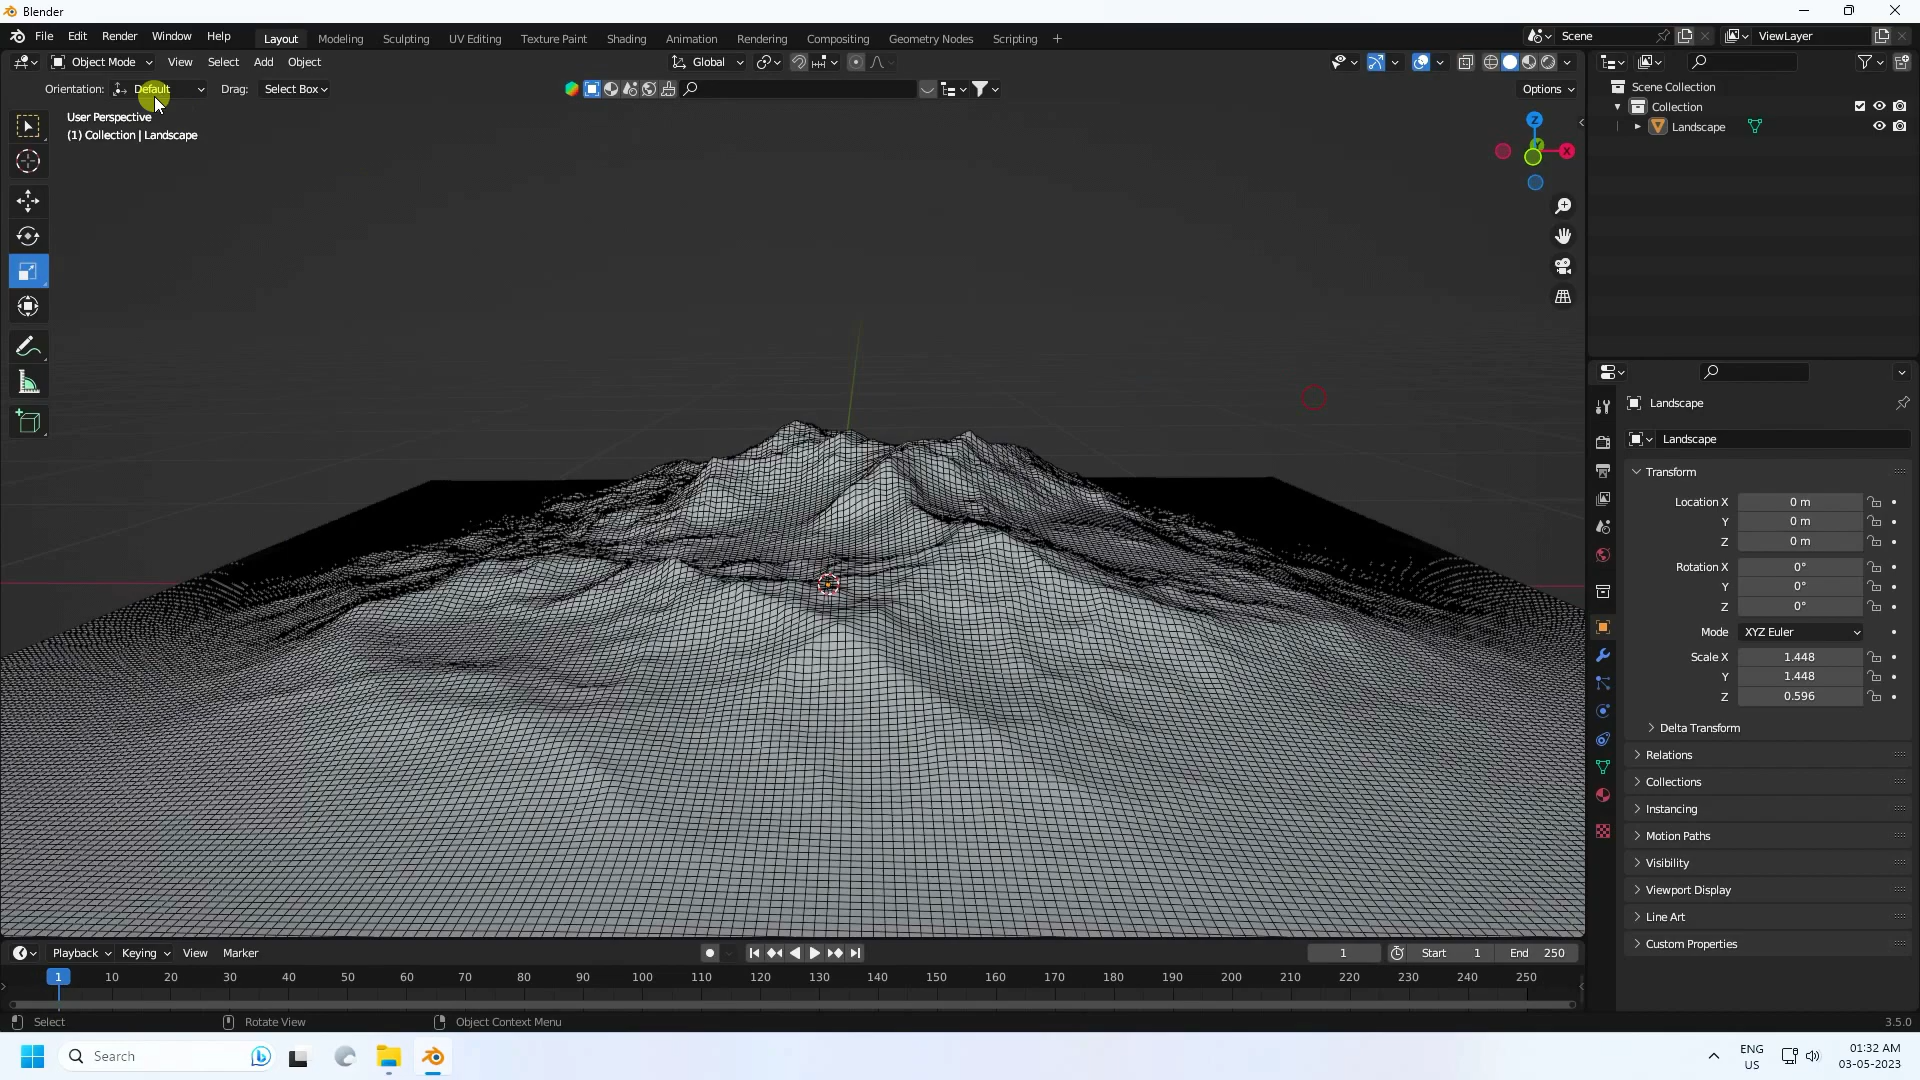 Blender
File Edit Render Window Help Layout Modeling Sculpting UV Editing Texture Paint Shading Animation Rendering Compositing Geometry Nodes Scripting + Scene ViewLayer
Object Mode View Select Add Object Global
Orientation: Default Drag: Select Box Options
User Perspective
(1) Collection | Landscape
Z
X
Scene Collection
Collection
Landscape
Landscape
Landscape
Transform
Location X 0 m
Y 0 m
Z 0 m
Rotation X 0°
Y 0°
Z 0°
Mode XYZ Euler
Scale X 1.448
Y 1.448
Z 0.596
Delta Transform
Relations
Collections
Instancing
Motion Paths
Visibility
Viewport Display
Line Art
Custom Properties
Playback Keying View Marker 1 Start 1 End 250
1 10 20 30 40 50 60 70 80 90 100 110 120 130 140 150 160 170 180 190 200 210 220 230 240 250
Select Rotate View Object Context Menu 3.5.0
Search
ENG
US
01:32 AM
03-05-2023